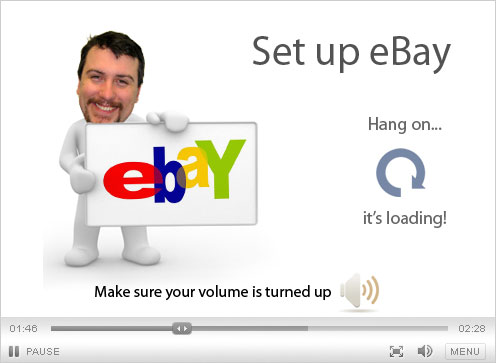 Set up eBay
Hang on...
ebaY
it's loading!
Make sure your volume is turned up
01:46
02:28
PAUSE
MENU